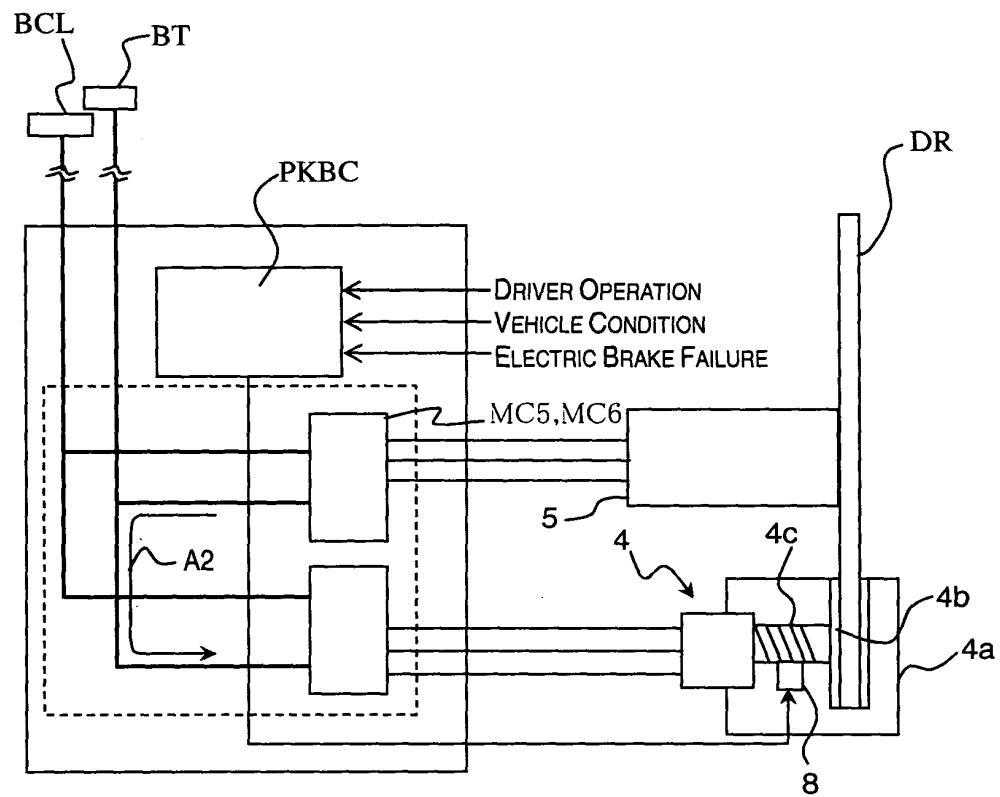 BCL
BT
DR
PKBC
DRIVER OPERATION
VEHICLE CONDITION
ELECTRIC BRAKE FAILURE
MC5,MC6
5
4
4c
A2
4b
4a
8